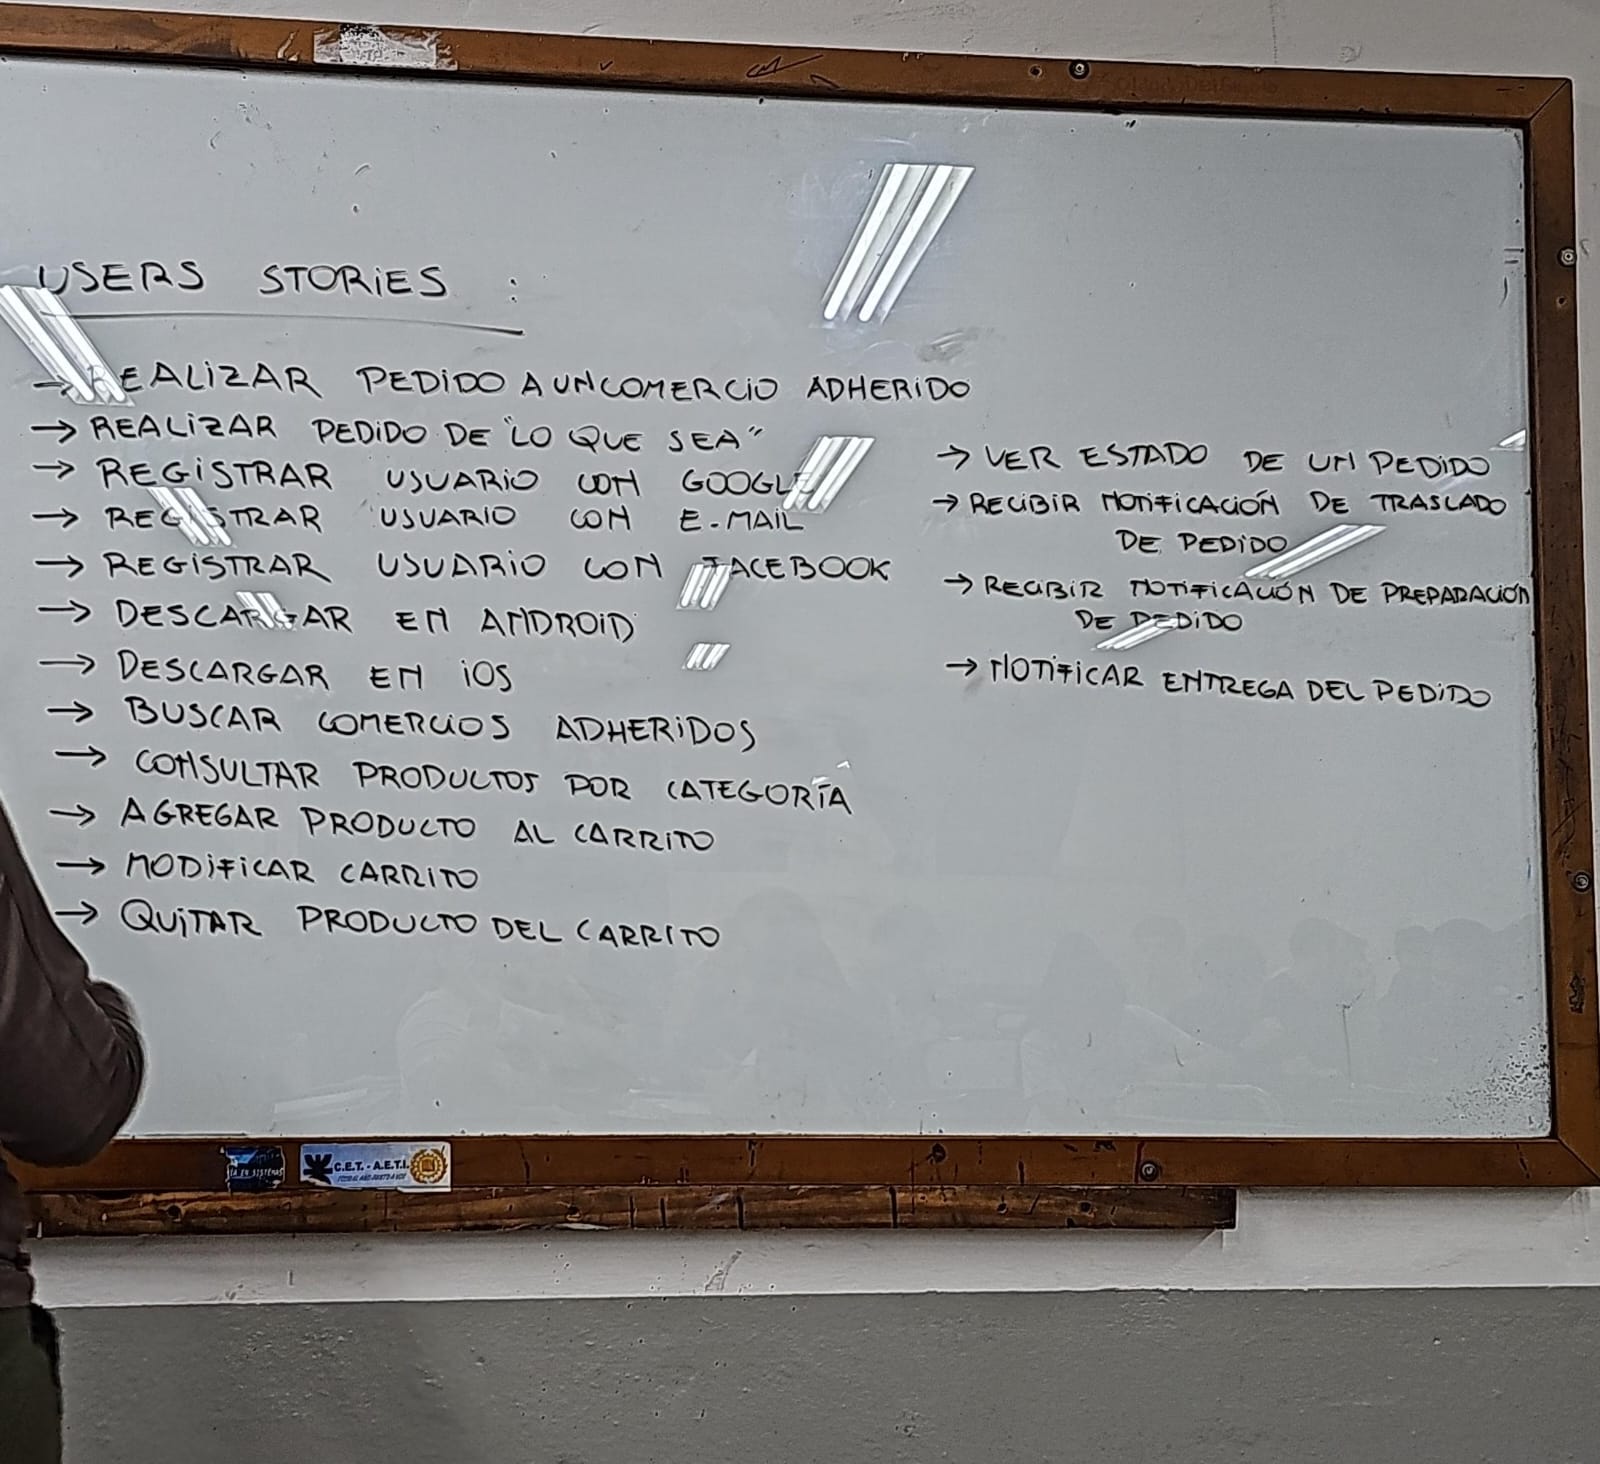 USERS STORIES :
→ REALIZAR PEDIDO A UN COMERCIO ADHERIDO
→ REALIZAR PEDIDO DE "LO QUE SEA"
→ REGISTRAR USUARIO CON GOOGLE
→ REGISTRAR USUARIO CON E-MAIL
→ REGISTRAR USUARIO CON FACEBOOK
→ DESCARGAR EN ANDROID
→ DESCARGAR EN iOS
→ BUSCAR COMERCIOS ADHERIDOS
→ CONSULTAR PRODUCTOS POR CATEGORÍA
→ AGREGAR PRODUCTO AL CARRITO
→ MODIFICAR CARRITO
→ QUITAR PRODUCTO DEL CARRITO
→ VER ESTADO DE UN PEDIDO
→ RECIBIR NOTIFICACIÓN DE TRASLADO
DE PEDIDO
→ RECIBIR NOTIFICACIÓN DE PREPARACIÓN
DE PEDIDO
→ NOTIFICAR ENTREGA DEL PEDIDO
C.E.T. - A.E.T.I.